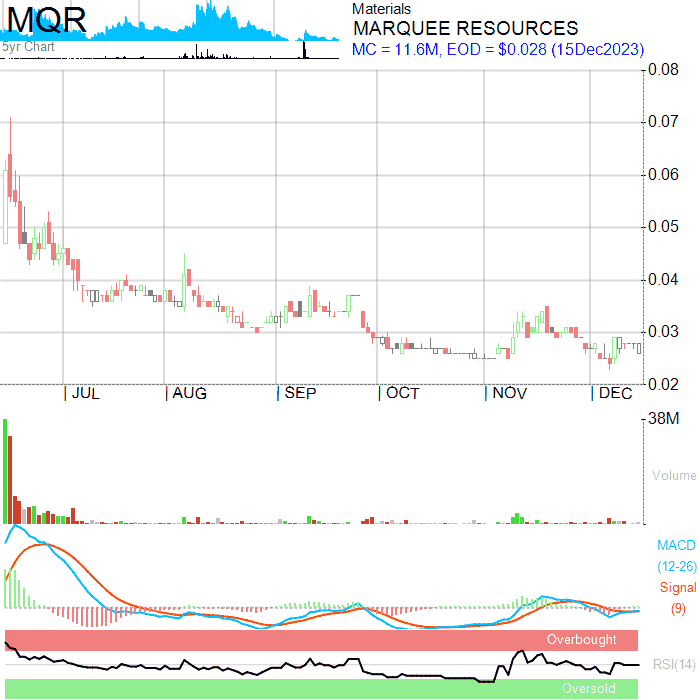 MQR
5yr Chart
Materials
MARQUEE RESOURCES
MC = 11.6M, EOD = $0.028 (15Dec2023)
0.08
0.07
0.06
0.05
0.04
0.03
0.02
JUL AUG SEP OCT NOV DEC
38M
Volume
MACD
(12-26)
Signal
(9)
Overbought
RSI(14)
Oversold